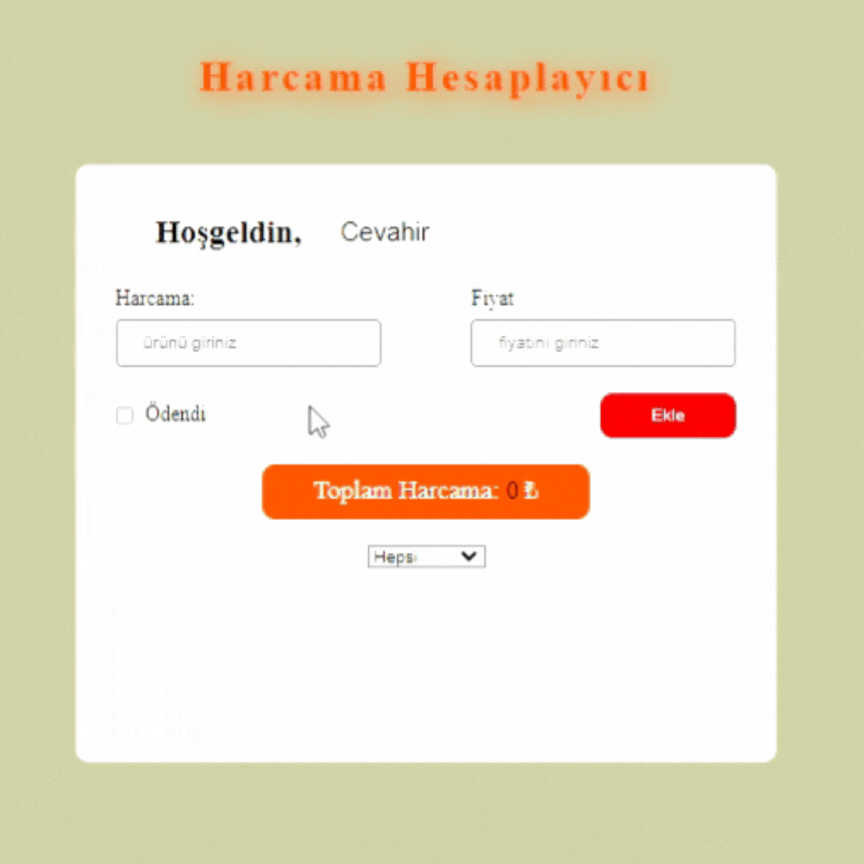 Harcama Hesaplayıcı
Hoşgeldin, Cevahir
Harcama: Fiyat
ürünü giriniz fiyatını giriniz
Ödendi Ekle
Toplam Harcama: 0 ₺
Hepsi